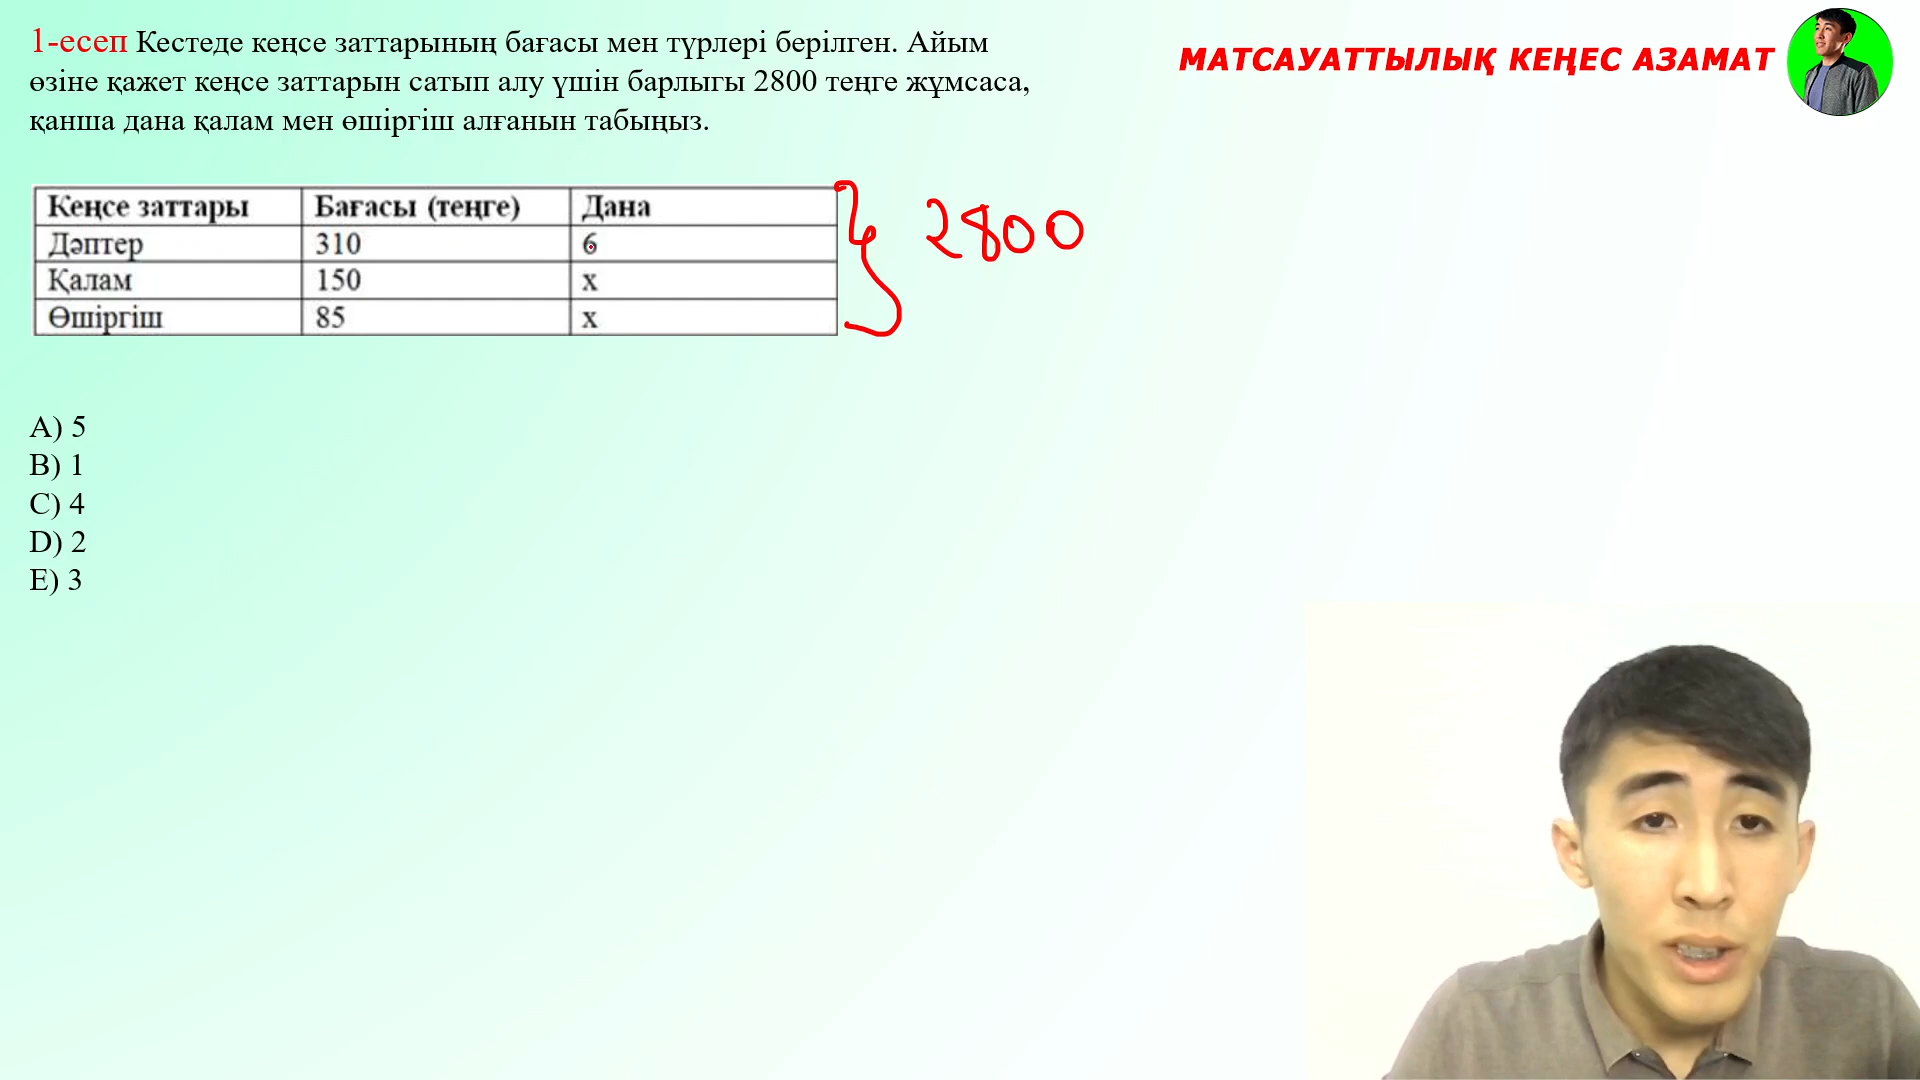 1-есеп Кестеде кеңсе заттарының бағасы мен түрлері берілген. Айым
өзіне қажет кеңсе заттарын сатып алу үшін барлығы 2800 теңге жұмсаса,
қанша дана қалам мен өшіргіш алғанын табыңыз.
МАТСАУАТТЫЛЫҚ КЕҢЕС АЗАМАТ
Кеңсе заттары Бағасы (теңге) Дана
Дәптер 310 6
Қалам 150 х
Өшіргіш 85 х
2800
A) 5
B) 1
C) 4
D) 2
E) 3